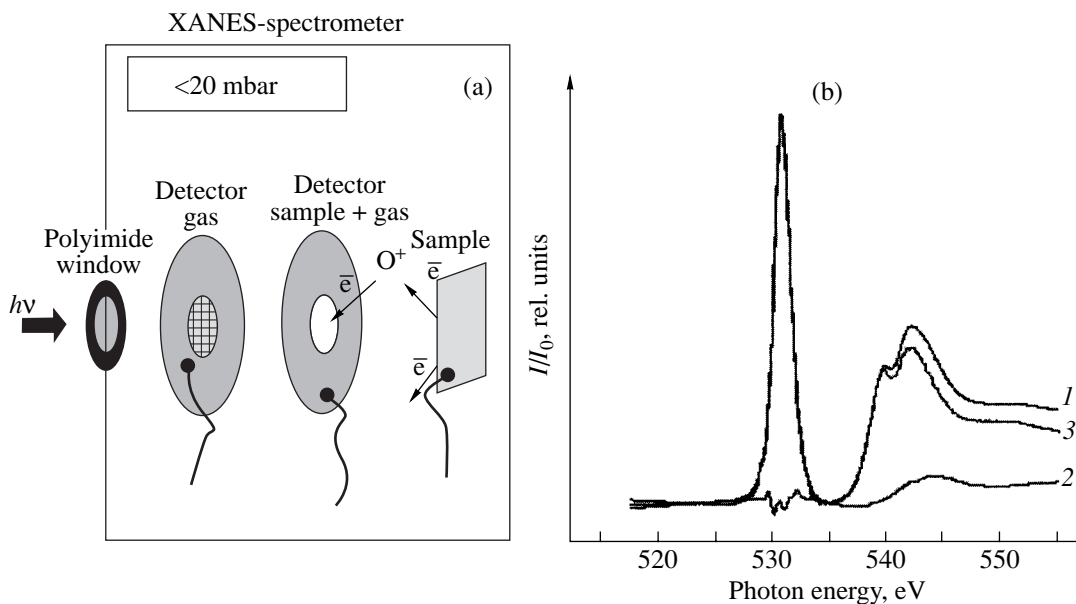 XANES-spectrometer
<20 mbar
(a)
Detector
gas
Detector
sample + gas
Polyimide
window
Sample
O⁺
e̅
e̅
e̅
hν
(b)
I/I₀, rel. units
1
3
2
520 530 540 550
Photon energy, eV